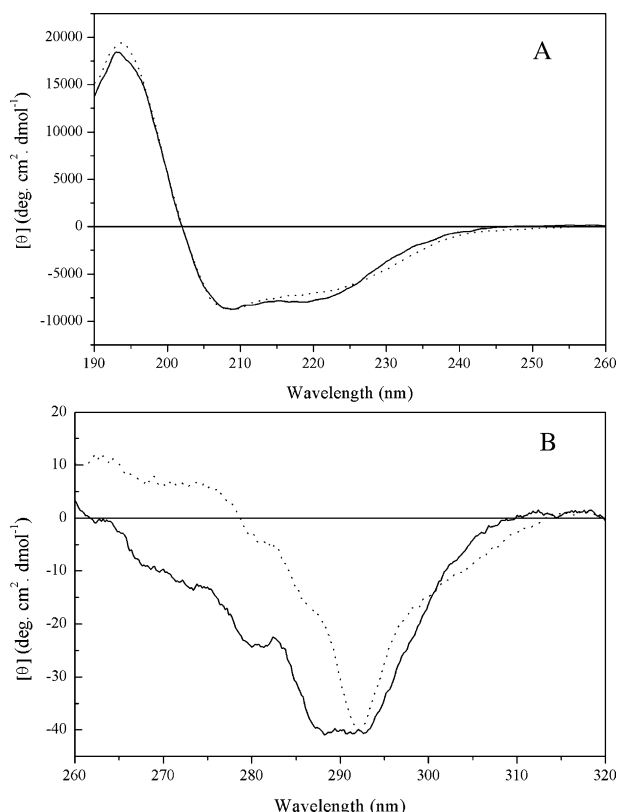 A
[θ] (deg. cm². dmol⁻¹)
20000
15000
10000
5000
0
-5000
-10000
190 200 210 220 230 240 250 260
Wavelength (nm)
B
[θ] (deg. cm². dmol⁻¹)
20
10
0
-10
-20
-30
-40
260 270 280 290 300 310 320
Wavelength (nm)